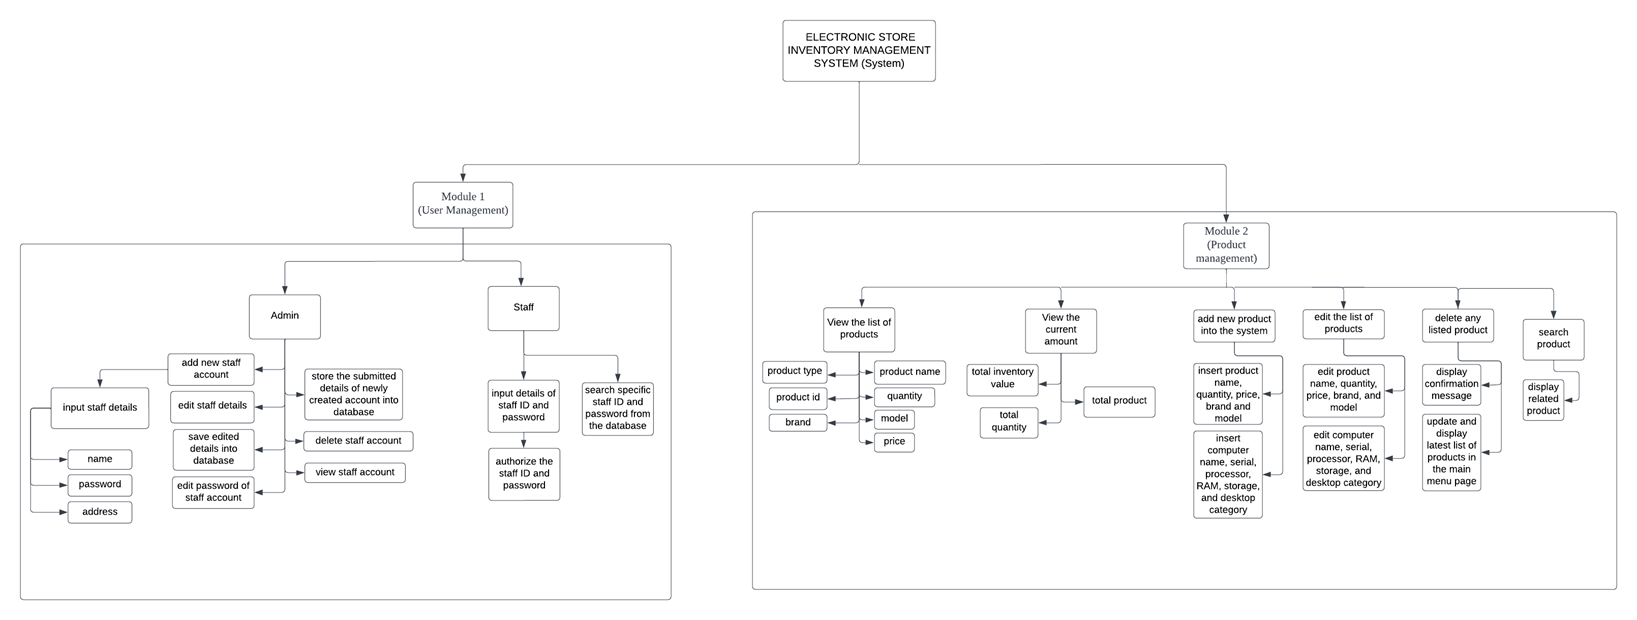 ELECTRONIC STORE
INVENTORY MANAGEMENT
SYSTEM (System)
Module 1
(User Management)
Admin
add new staff
account
input staff details
name
password
address
edit staff details
save edited
details into
database
edit password of
staff account
store the submitted
details of newly
created account into
database
delete staff account
view staff account
Staff
input details of
staff ID and
password
authorize the
staff ID and
password
search specific
staff ID and
password from
the database
Module 2
(Product
management)
View the list of
products
product type
product id
brand
product name
quantity
model
price
View the
current
amount
total inventory
value
total
quantity
total product
add new product
into the system
insert product
name,
quantity, price,
brand and
model
insert
computer
name, serial,
processor,
RAM, storage,
and desktop
category
edit the list of
products
edit product
name, quantity,
price, brand, and
model
edit computer
name, serial,
processor, RAM,
storage, and
desktop category
delete any
listed product
display
confirmation
message
update and
display
latest list of
products in
the main
menu page
search
product
display
related
product